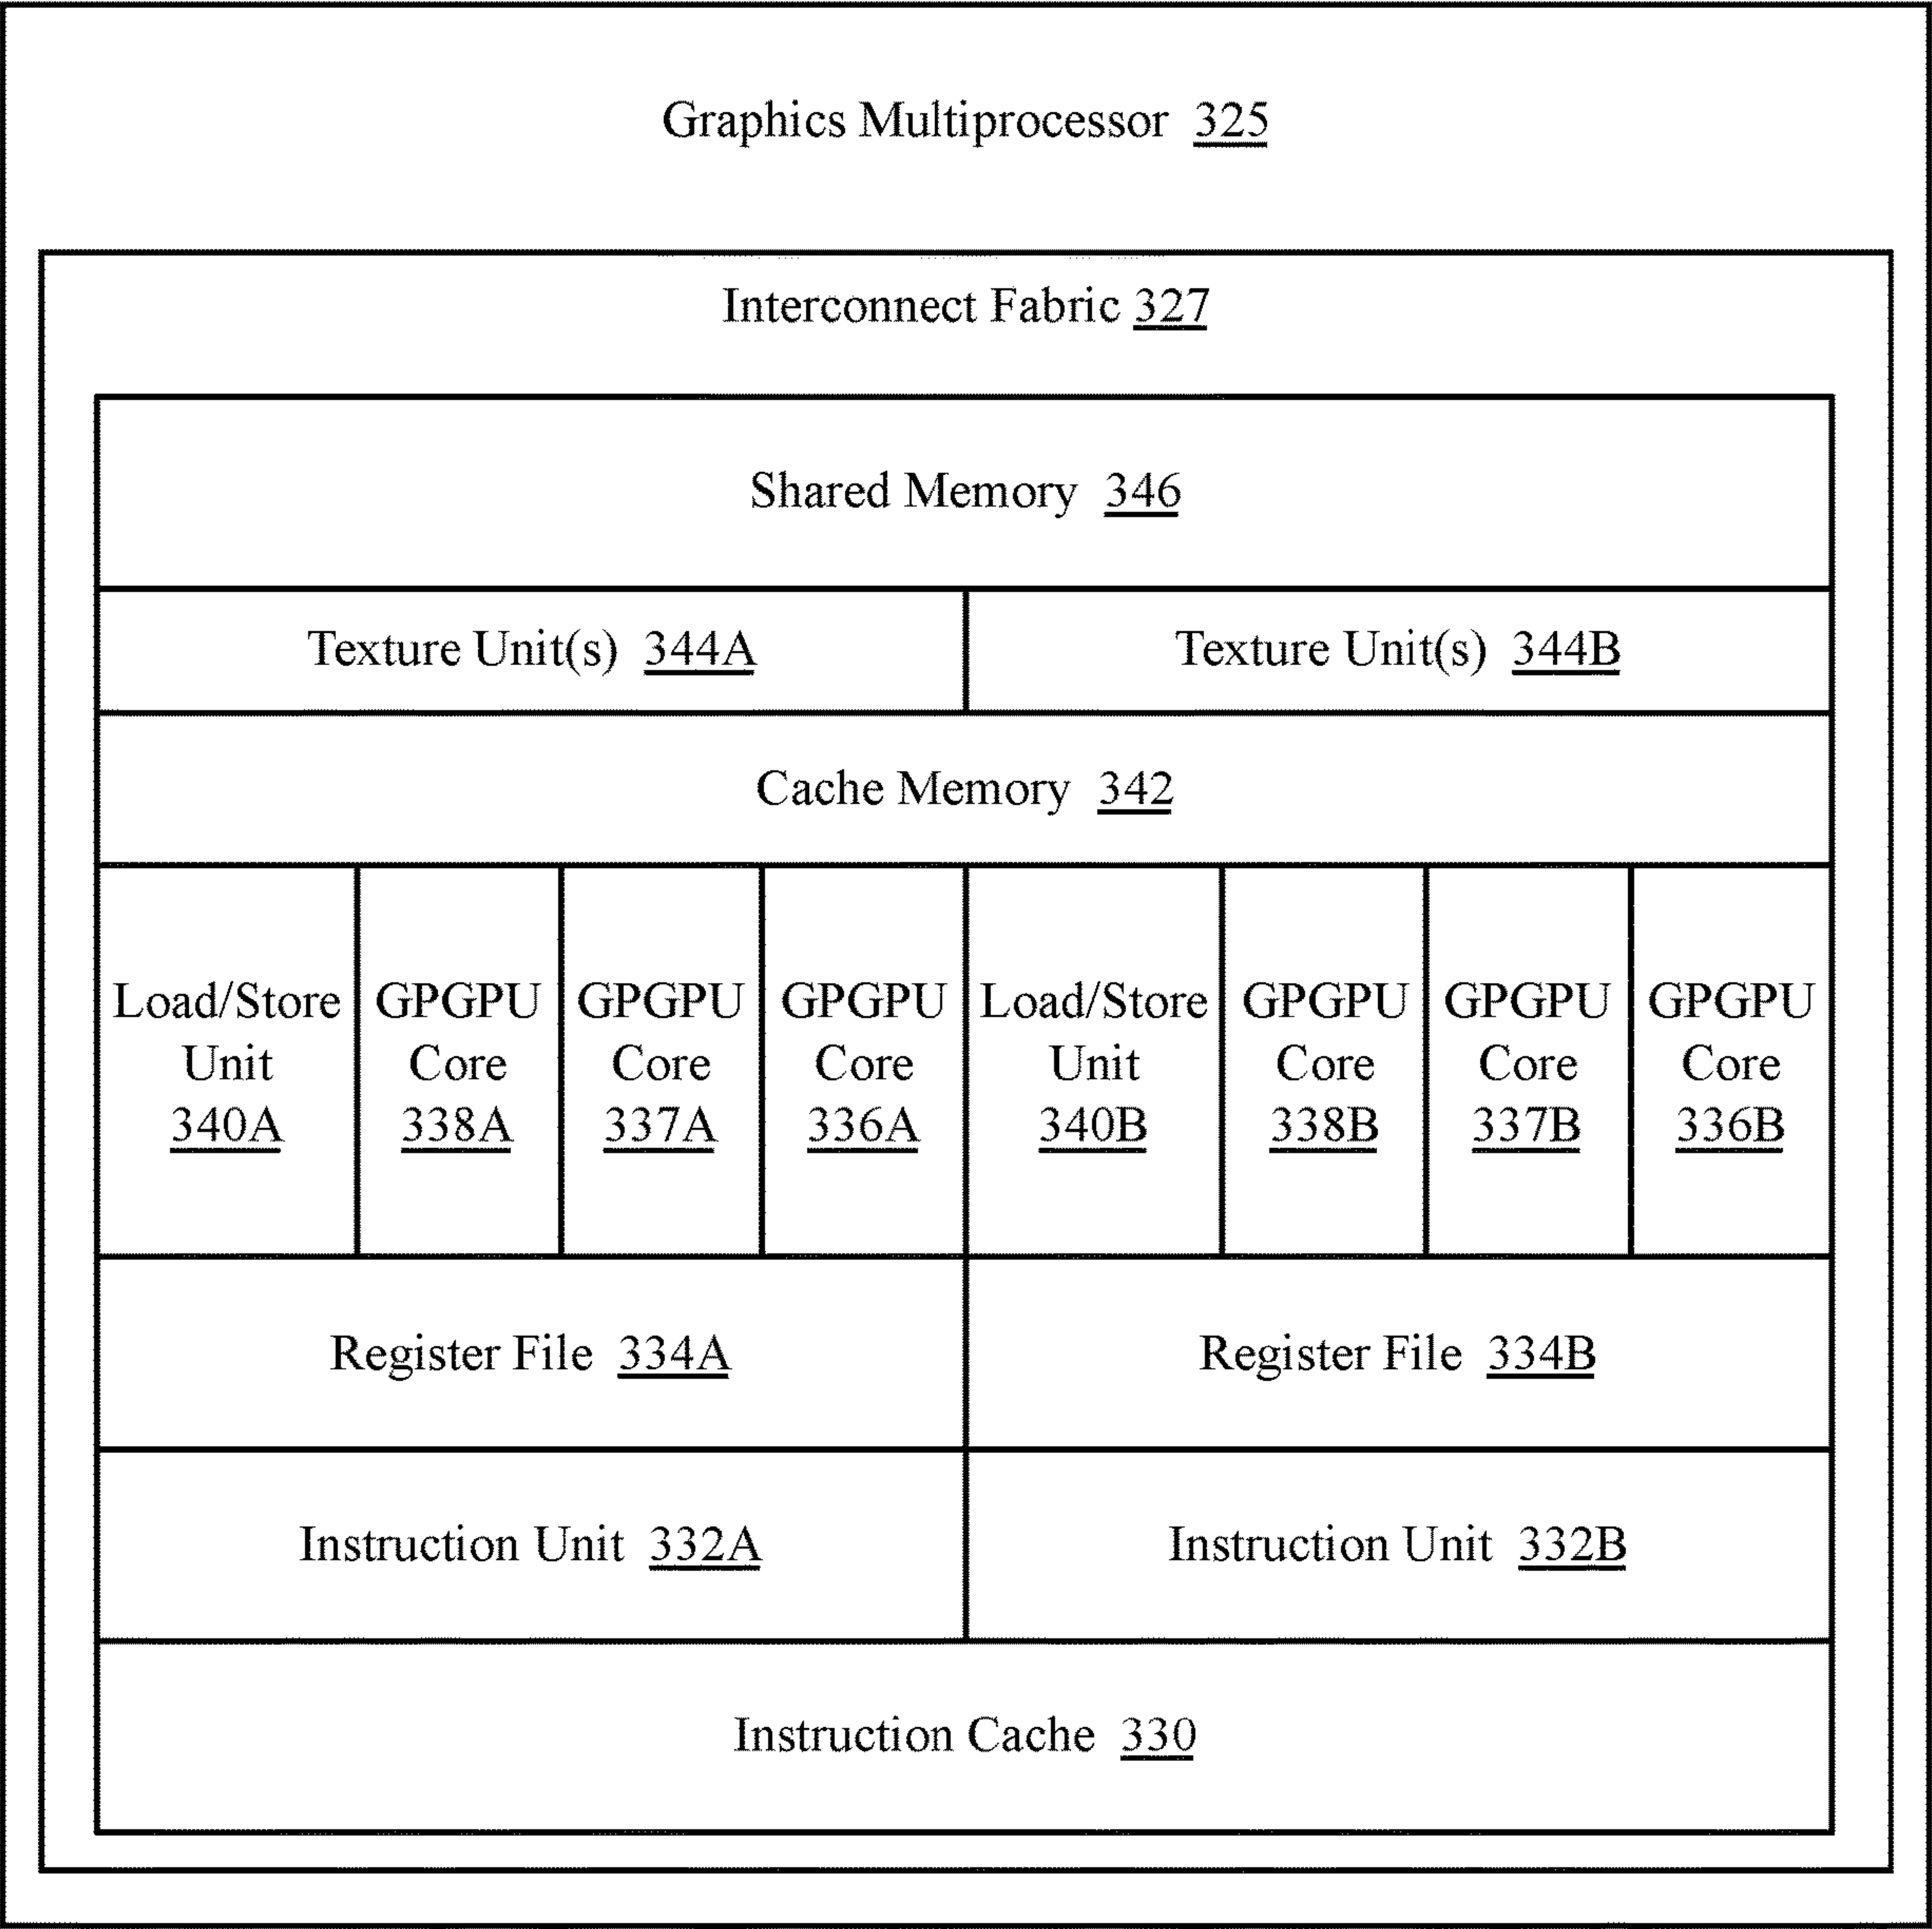 Graphics Multiprocessor 325
Interconnect Fabric 327
Shared Memory 346
Texture Unit(s) 344A
Texture Unit(s) 344B
Cache Memory 342
Load/Store
Unit
340A
GPGPU
Core
338A
GPGPU
Core
337A
GPGPU
Core
336A
Load/Store
Unit
340B
GPGPU
Core
338B
GPGPU
Core
337B
GPGPU
Core
336B
Register File 334A
Register File 334B
Instruction Unit 332A
Instruction Unit 332B
Instruction Cache 330